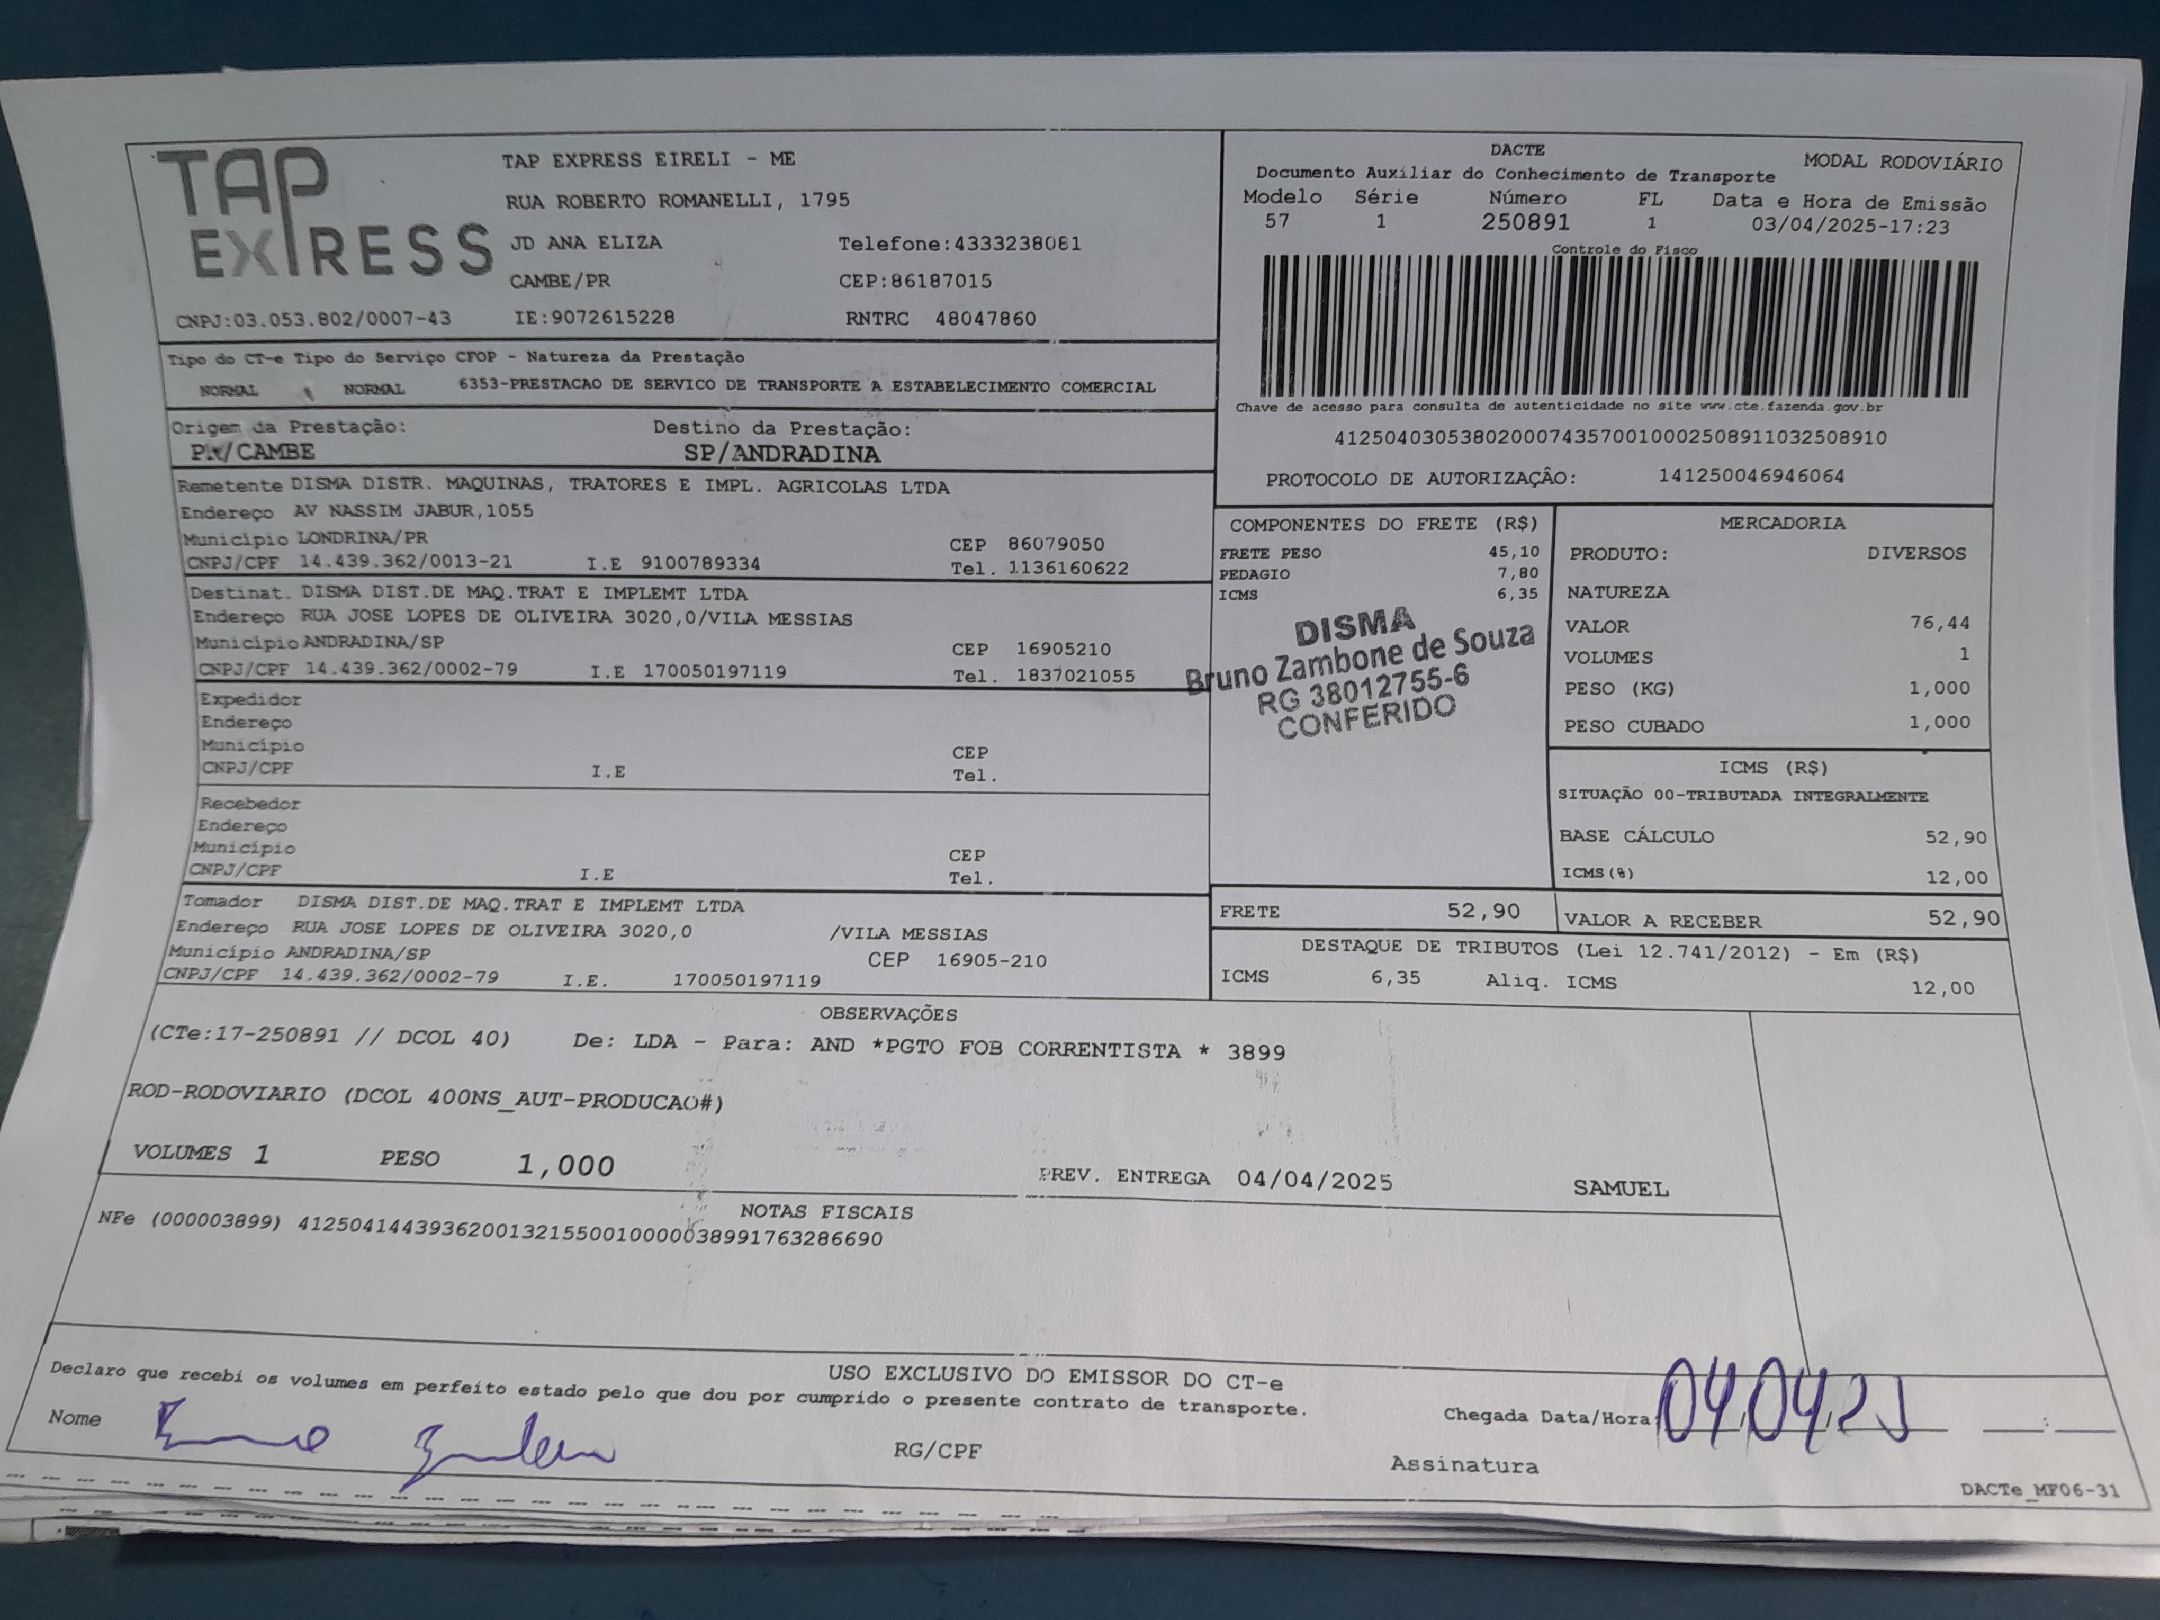 TAP EXPRESS
TAP EXPRESS EIRELI - ME
RUA ROBERTO ROMANELLI, 1795
JD ANA ELIZA Telefone:4333238081
CAMBE/PR CEP:86187015
CNPJ:03.053.802/0007-43 IE:9072615228 RNTRC 48047860
DACTE MODAL RODOVIÁRIO
Documento Auxiliar do Conhecimento de Transporte
Modelo Série Número FL Data e Hora de Emissão
57 1 250891 1 03/04/2025-17:23
Controle do Fisco
Chave de acesso para consulta de autenticidade no site www.cte.fazenda.gov.br
41250403053802000743570010002508911032508910
PROTOCOLO DE AUTORIZAÇÃO: 141250046946064
Tipo do CT-e Tipo do Serviço CFOP - Natureza da Prestação
NORMAL NORMAL 6353-PRESTACAO DE SERVICO DE TRANSPORTE A ESTABELECIMENTO COMERCIAL
Origem da Prestação: Destino da Prestação:
PR/CAMBE SP/ANDRADINA
Remetente DISMA DISTR. MAQUINAS, TRATORES E IMPL. AGRICOLAS LTDA
Endereço AV NASSIM JABUR,1055
Município LONDRINA/PR CEP 86079050
CNPJ/CPF 14.439.362/0013-21 I.E 9100789334 Tel. 1136160622
Destinat. DISMA DIST.DE MAQ.TRAT E IMPLEMT LTDA
Endereço RUA JOSE LOPES DE OLIVEIRA 3020,0/VILA MESSIAS
Município ANDRADINA/SP CEP 16905210
CNPJ/CPF 14.439.362/0002-79 I.E 170050197119 Tel. 1837021055
Expedidor
Endereço
Município CEP
CNPJ/CPF I.E Tel.
Recebedor
Endereço
Município CEP
CNPJ/CPF I.E Tel.
Tomador DISMA DIST.DE MAQ.TRAT E IMPLEMT LTDA
Endereço RUA JOSE LOPES DE OLIVEIRA 3020,0 /VILA MESSIAS
Município ANDRADINA/SP CEP 16905-210
CNPJ/CPF 14.439.362/0002-79 I.E. 170050197119
COMPONENTES DO FRETE (R$)
FRETE PESO 45,10
PEDAGIO 7,80
ICMS 6,35
DISMA
Bruno Zambone de Souza
RG 38012755-6
CONFERIDO
MERCADORIA
PRODUTO: DIVERSOS
NATUREZA
VALOR 76,44
VOLUMES 1
PESO (KG) 1,000
PESO CUBADO 1,000
ICMS (R$)
SITUAÇÃO 00-TRIBUTADA INTEGRALMENTE
BASE CÁLCULO 52,90
ICMS(%) 12,00
FRETE 52,90 VALOR A RECEBER 52,90
DESTAQUE DE TRIBUTOS (Lei 12.741/2012) - Em (R$)
ICMS 6,35 Aliq. ICMS 12,00
OBSERVAÇÕES
(CTe:17-250891 // DCOL 40) De: LDA - Para: AND *PGTO FOB CORRENTISTA * 3899
ROD-RODOVIARIO (DCOL 400NS_AUT-PRODUCAO#)
VOLUMES 1 PESO 1,000 PREV. ENTREGA 04/04/2025 SAMUEL
NOTAS FISCAIS
NFe (000003899) 41250414439362001321550010000038991763286690
USO EXCLUSIVO DO EMISSOR DO CT-e
Declaro que recebi os volumes em perfeito estado pelo que dou por cumprido o presente contrato de transporte.
Nome RG/CPF Chegada Data/Hora: 04/04/25 :
Assinatura
DACTe_MF06-31